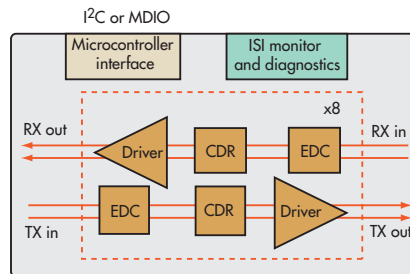 I²C or MDIO
Microcontroller
interface
ISI monitor
and diagnostics
x8
RX out
RX in
Driver
CDR
EDC
EDC
CDR
Driver
TX in
TX out